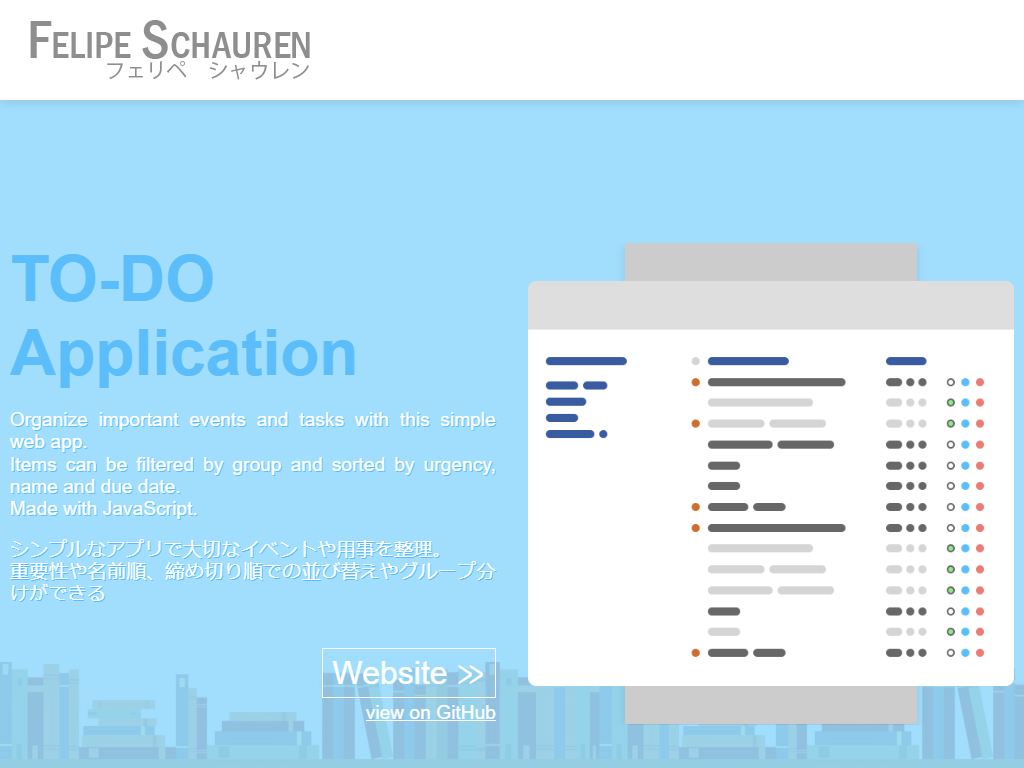 FELIPE SCHAUREN
フェリペ　シャウレン
TO-DO
Application
Organize important events and tasks with this simple
web app.
Items can be filtered by group and sorted by urgency,
name and due date.
Made with JavaScript.
シンプルなアプリで大切なイベントや用事を整理。
重要性や名前順、締め切り順での並び替えやグループ分
けができる
Website ≫
view on GitHub